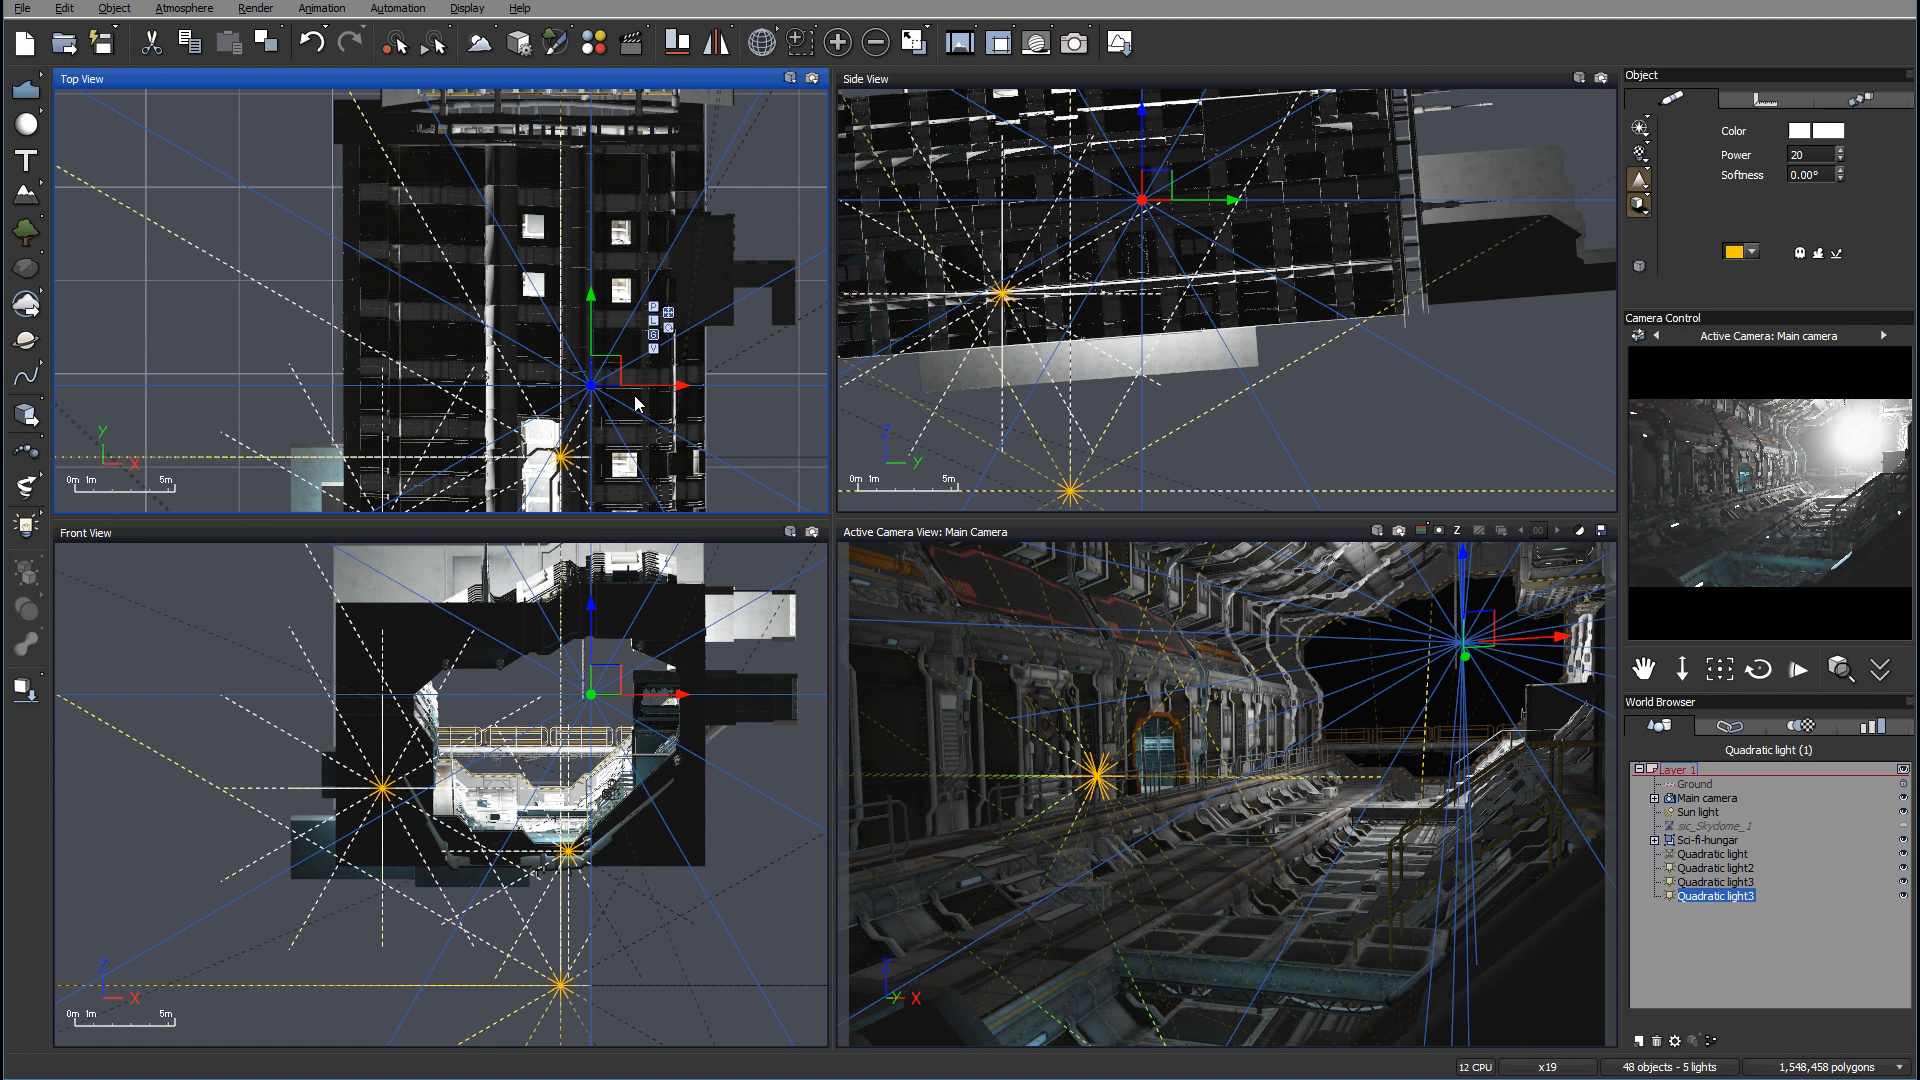 File Edit Object Atmosphere Render Animation Automation Display Help
Top View
Side View
Object
Color
Power 20
Softness 0.00°
P
L
G
V
Y
X
0m 1m 5m
Z
Y
0m 1m 5m
Camera Control
Active Camera: Main camera
Front View
Active Camera View: Main Camera
Z
00
Z
X
0m 1m 5m
Z
Y X
World Browser
Quadratic light (1)
Layer 1
Ground
Main camera
Sun light
sic_Skydome_1
Sci-fi-hungar
Quadratic light
Quadratic light2
Quadratic light3
Quadratic light3
12 CPU x19 48 objects - 5 lights 1,548,458 polygons